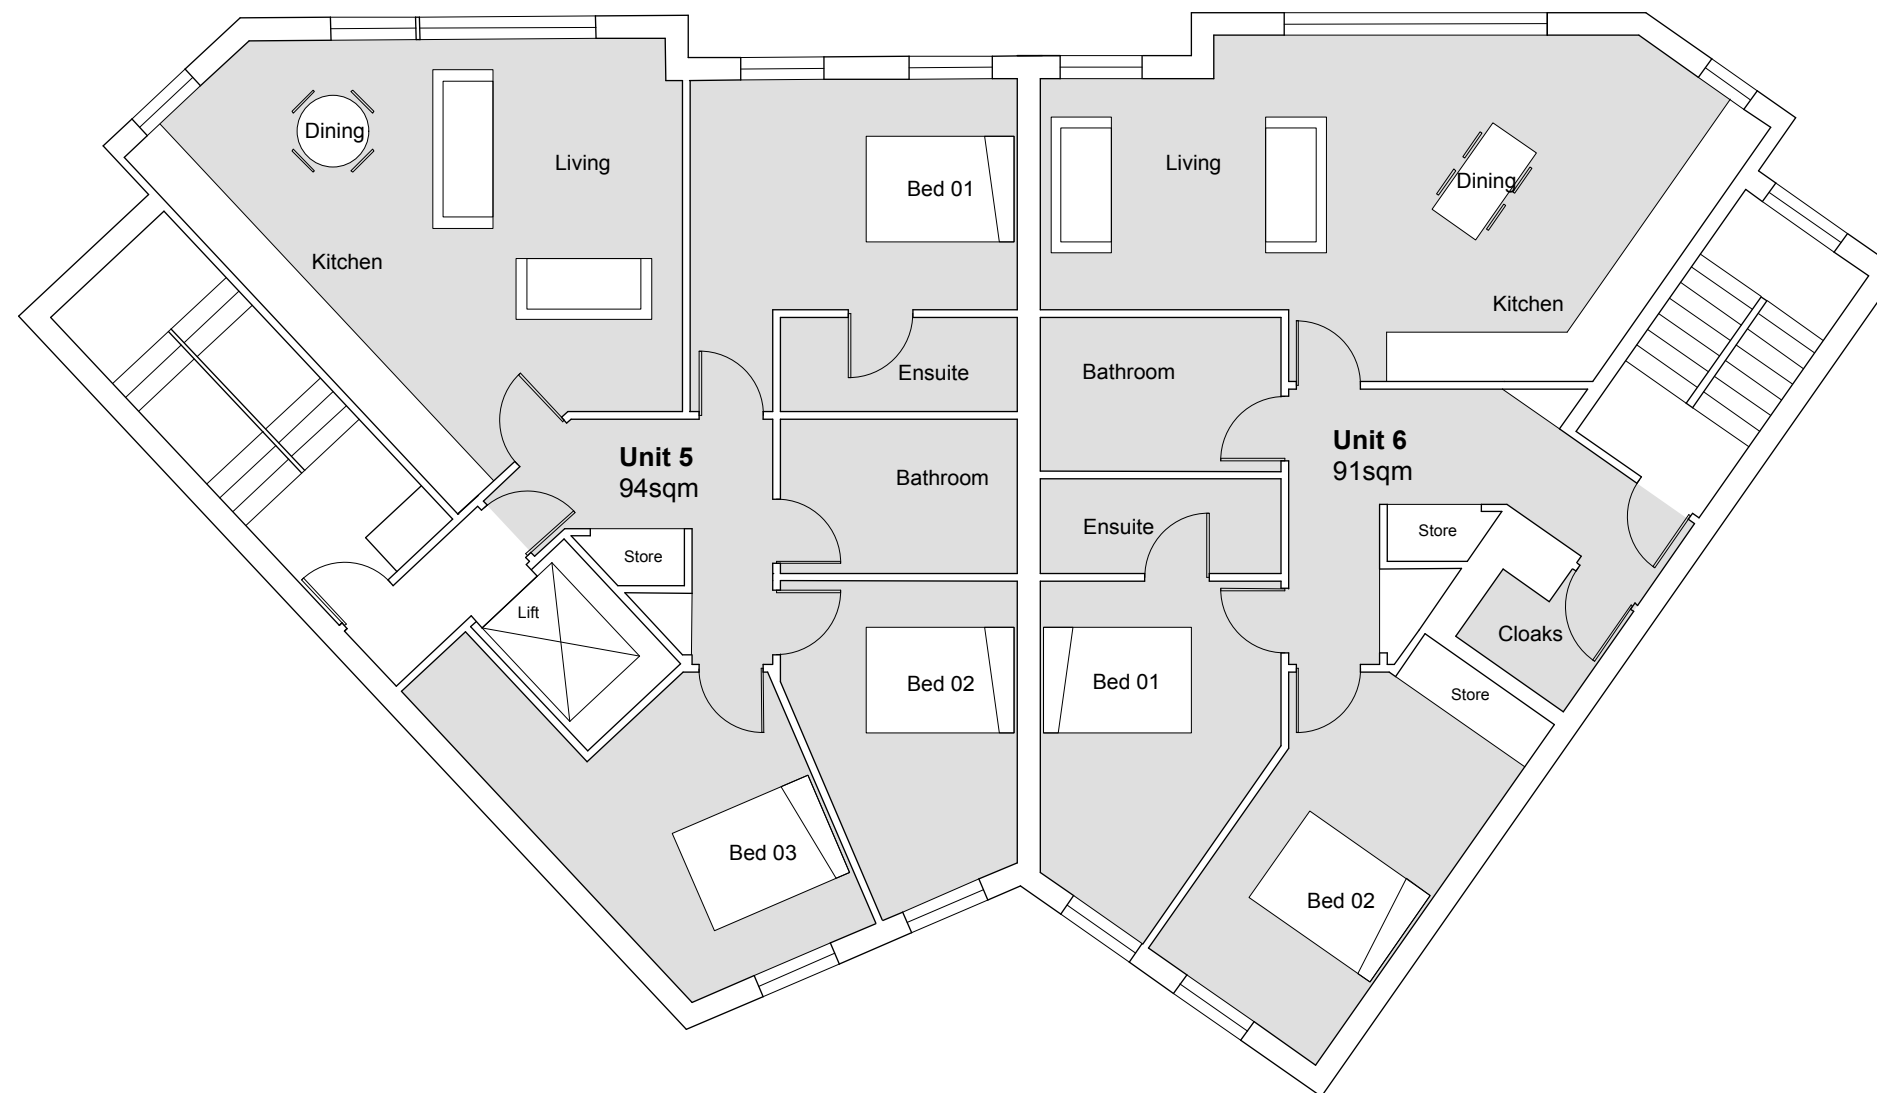 Dining
Living
Kitchen
Bed 01
Ensuite
Unit 5
94sqm
Bathroom
Store
Lift
Bed 02
Bed 03
Living
Dining
Kitchen
Bathroom
Unit 6
91sqm
Ensuite
Store
Cloaks
Bed 01
Store
Bed 02